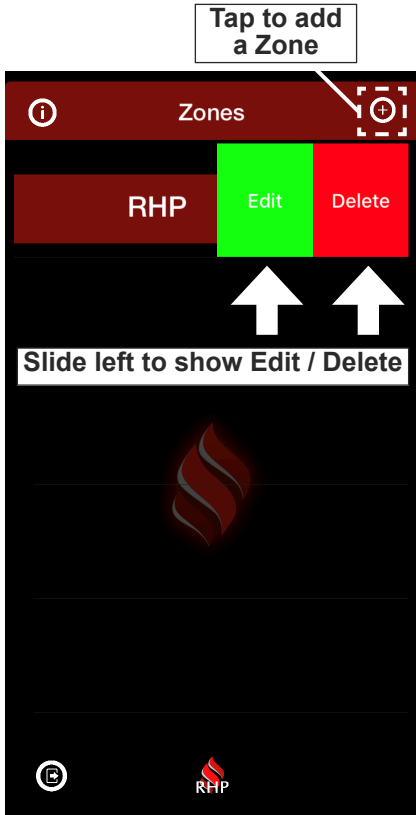 Tap to add
a Zone
Zones
RHP
Edit
Delete
Slide left to show Edit / Delete
RHP